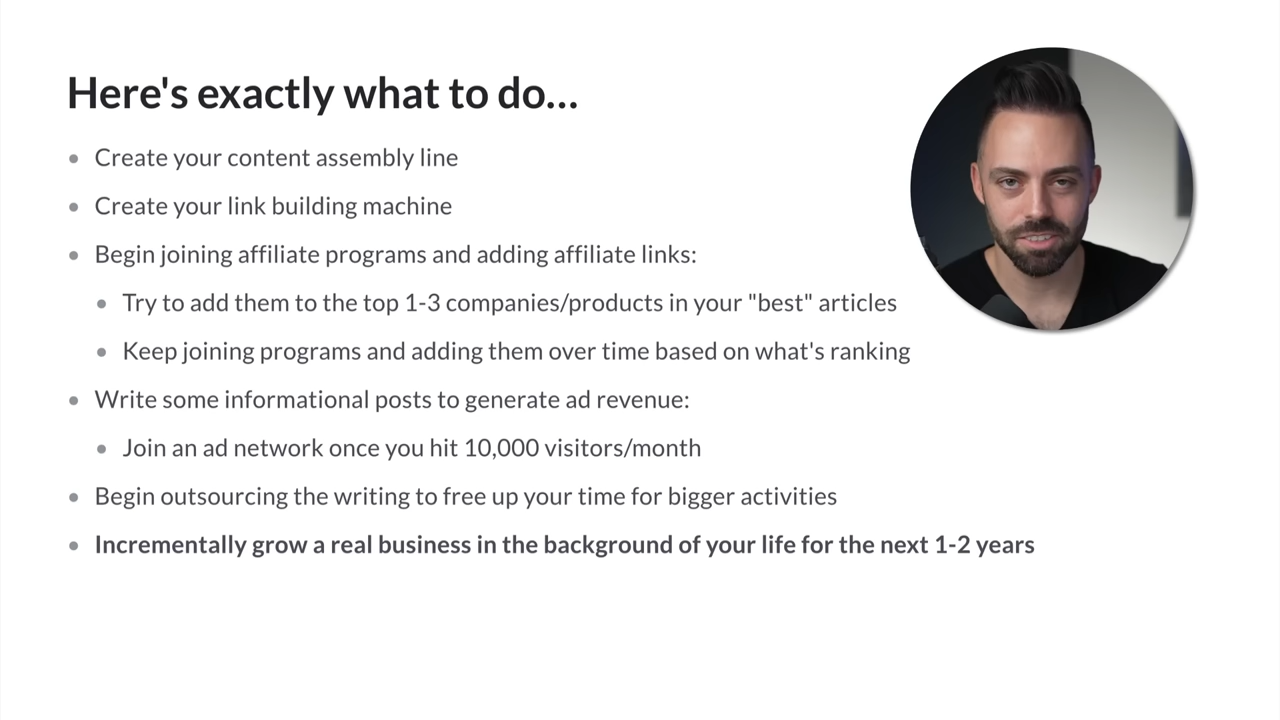 Here's exactly what to do...
• Create your content assembly line
• Create your link building machine
• Begin joining affiliate programs and adding affiliate links:
• Try to add them to the top 1-3 companies/products in your "best" articles
• Keep joining programs and adding them over time based on what's ranking
• Write some informational posts to generate ad revenue:
• Join an ad network once you hit 10,000 visitors/month
• Begin outsourcing the writing to free up your time for bigger activities
• Incrementally grow a real business in the background of your life for the next 1-2 years